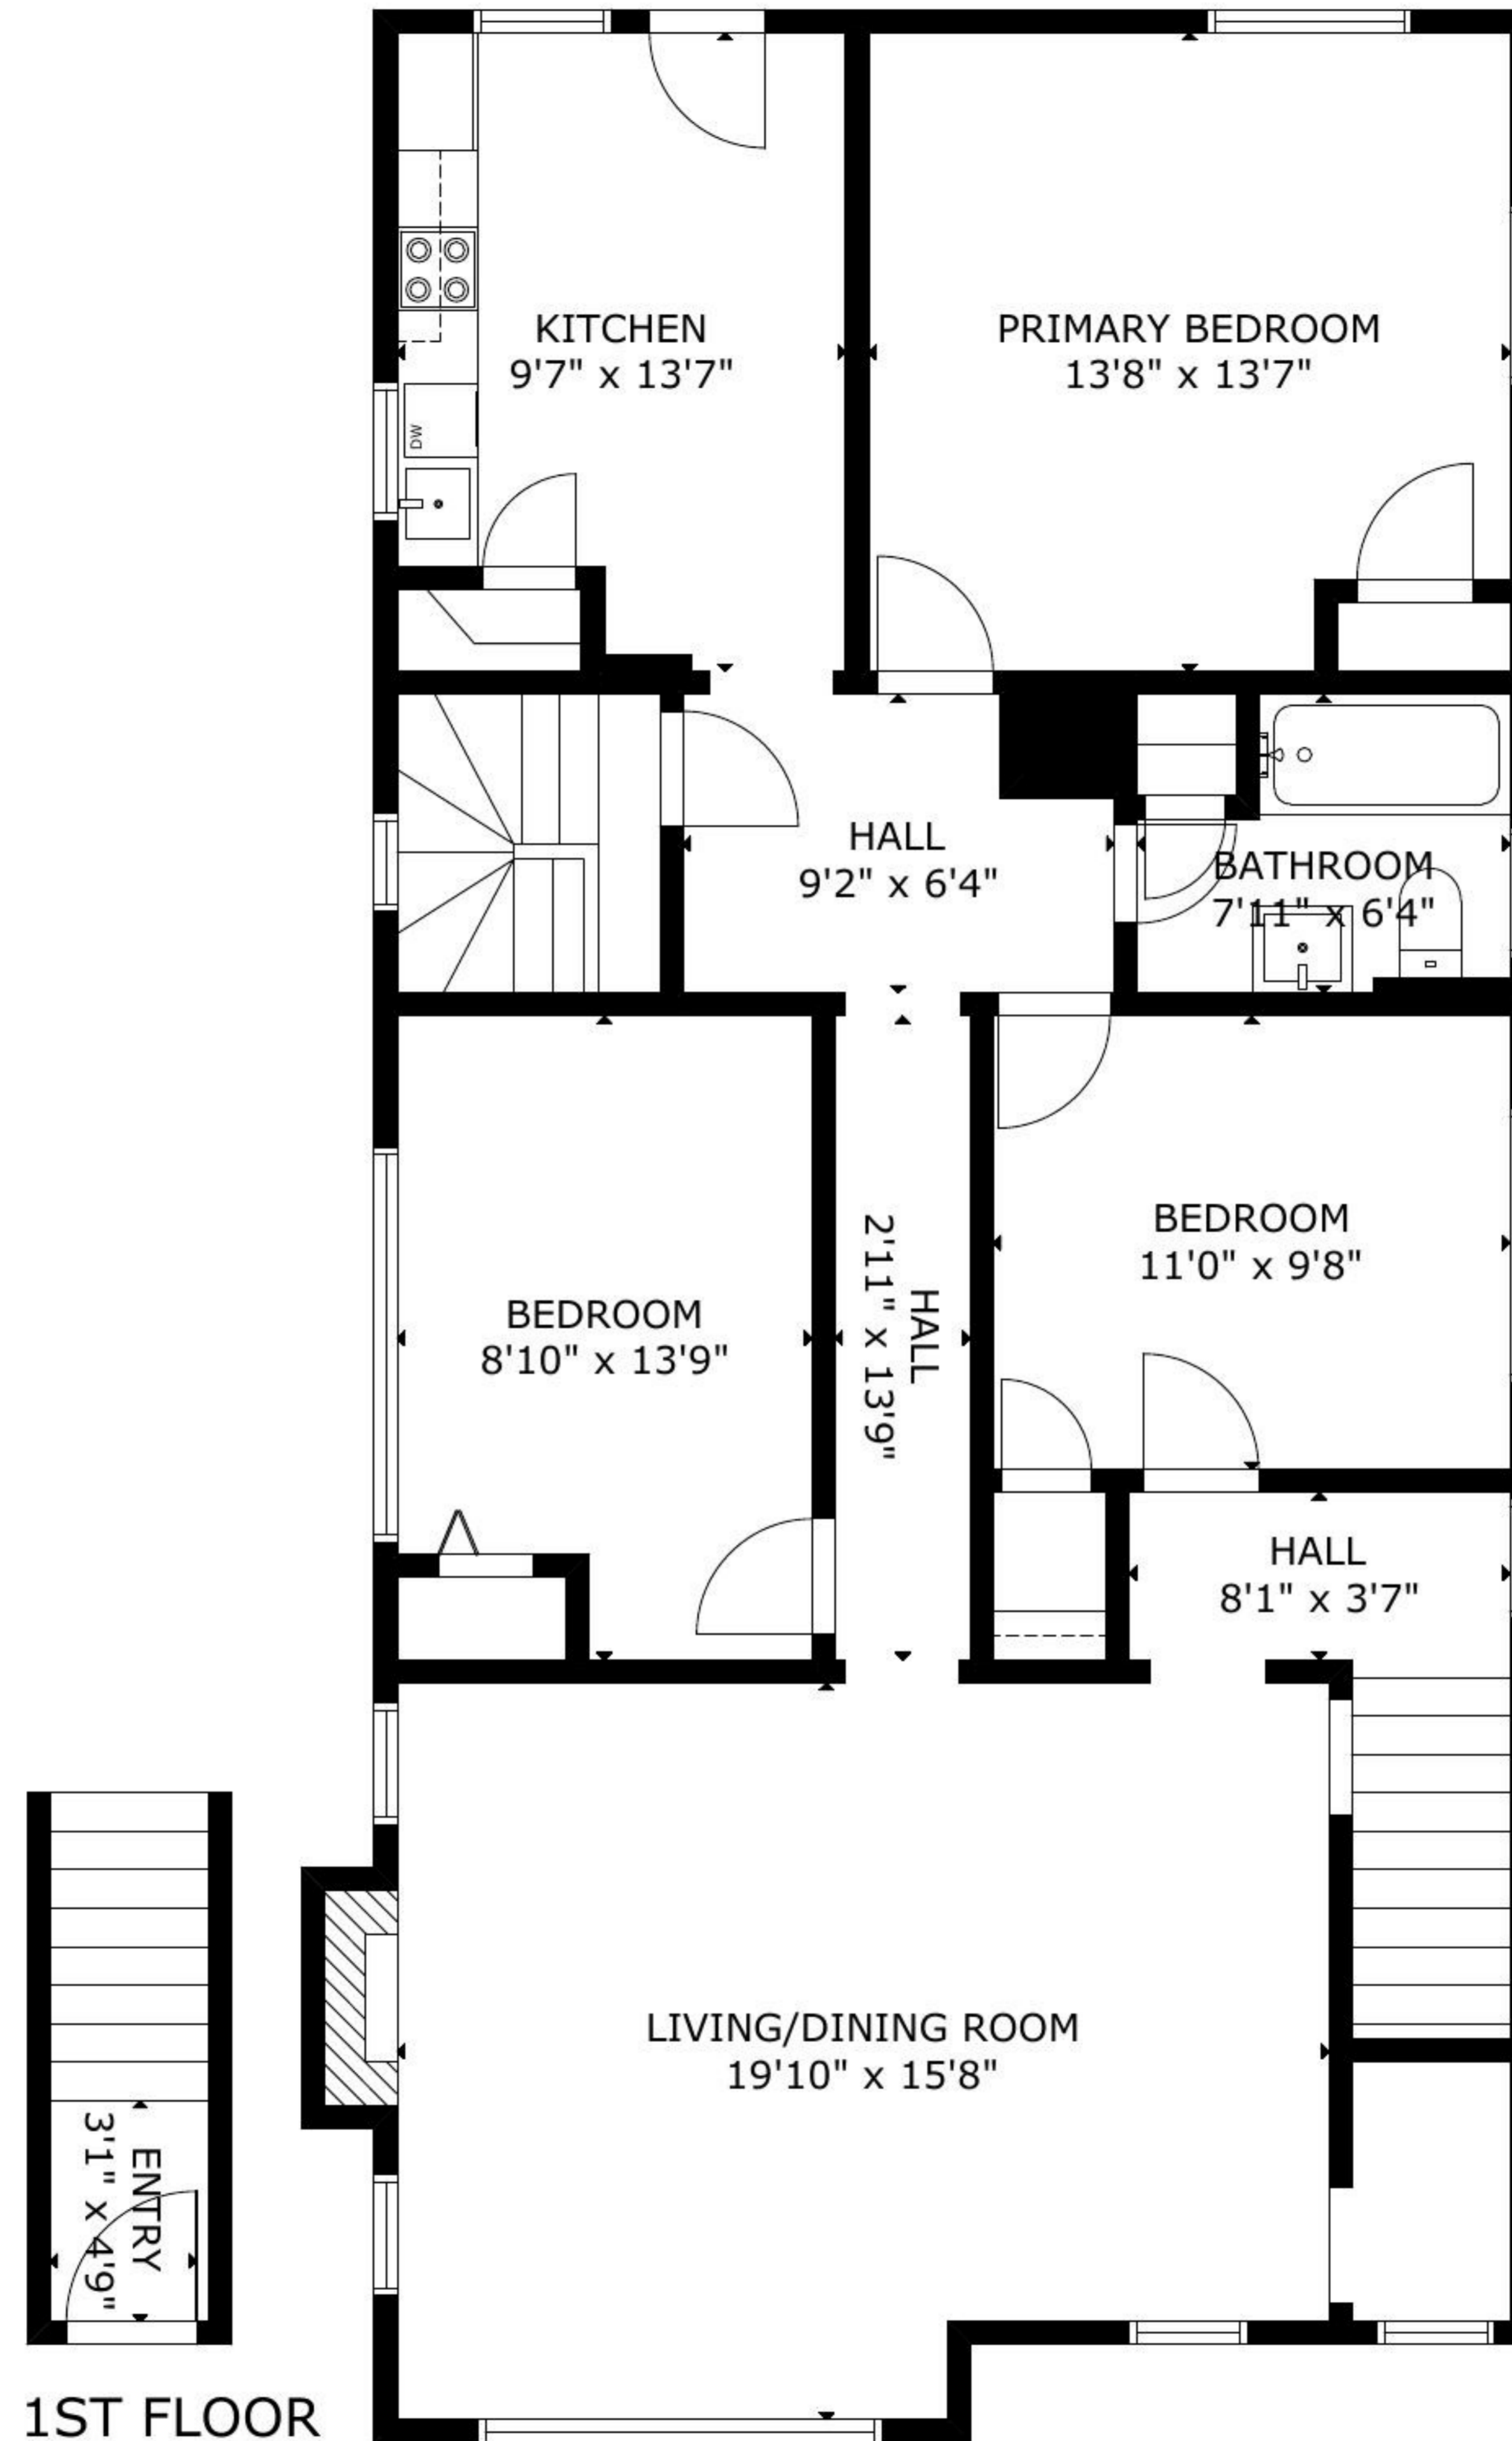 KITCHEN
9'7" x 13'7"
PRIMARY BEDROOM
13'8" x 13'7"
DW
HALL
9'2" x 6'4"
BATHROOM
7'11" x 6'4"
BEDROOM
11'0" x 9'8"
HALL
2'11" x 13'9"
BEDROOM
8'10" x 13'9"
HALL
8'1" x 3'7"
LIVING/DINING ROOM
19'10" x 15'8"
ENTRY
3'1" x 4'9"
1ST FLOOR